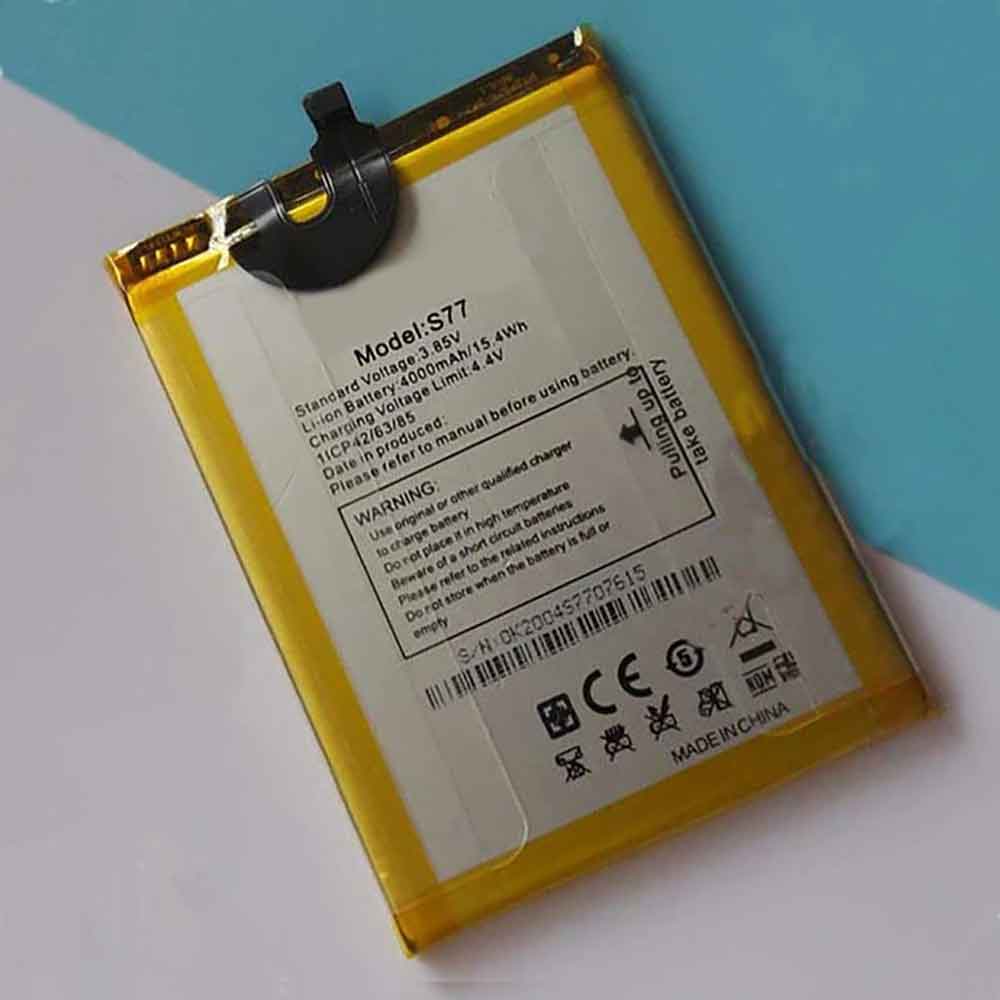 Model:S77
Standard Voltage:3.85V
Li-ion Battery:4000mAh/15.4Wh
Charging Voltage Limit:4.4V
1ICP42/63/85
Date in produced:
Please refer to manual before using battery.
WARNING:
Use original or other qualified charger
to charge battery
Do not place it in high temperature
Beware of a short circuit batteries
Please refer to the related instructions
Do not store when the battery is full or
empty
Pulling up to
take battery
S/N:0K2004S7707615
CE
5
NOM
MADE IN CHINA